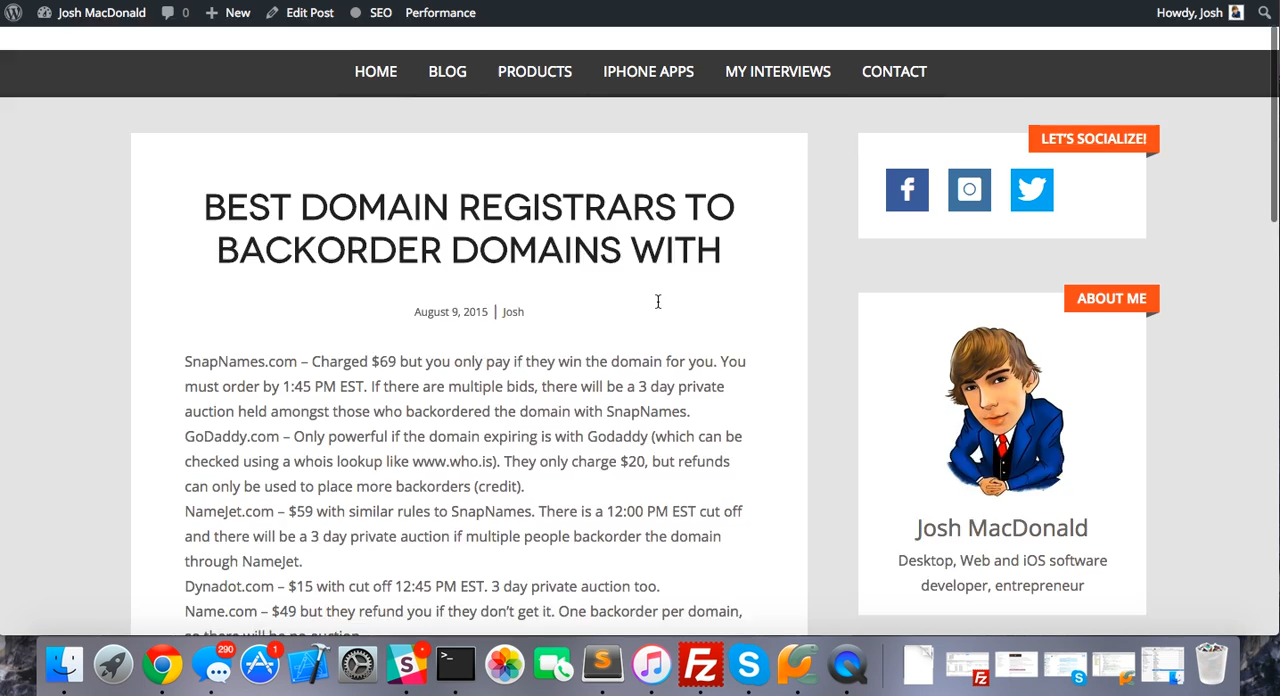 Josh MacDonald 0 New Edit Post SEO Performance Howdy, Josh
HOME BLOG PRODUCTS IPHONE APPS MY INTERVIEWS CONTACT
LET'S SOCIALIZE!
BEST DOMAIN REGISTRARS TO
BACKORDER DOMAINS WITH
August 9, 2015 | Josh
SnapNames.com – Charged $69 but you only pay if they win the domain for you. You
must order by 1:45 PM EST. If there are multiple bids, there will be a 3 day private
auction held amongst those who backordered the domain with SnapNames.
GoDaddy.com – Only powerful if the domain expiring is with Godaddy (which can be
checked using a whois lookup like www.who.is). They only charge $20, but refunds
can only be used to place more backorders (credit).
NameJet.com – $59 with similar rules to SnapNames. There is a 12:00 PM EST cut off
and there will be a 3 day private auction if multiple people backorder the domain
through NameJet.
Dynadot.com – $15 with cut off 12:45 PM EST. 3 day private auction too.
Name.com – $49 but they refund you if they don't get it. One backorder per domain,
so there will be no auction.
ABOUT ME
Josh MacDonald
Desktop, Web and iOS software
developer, entrepreneur
290
1